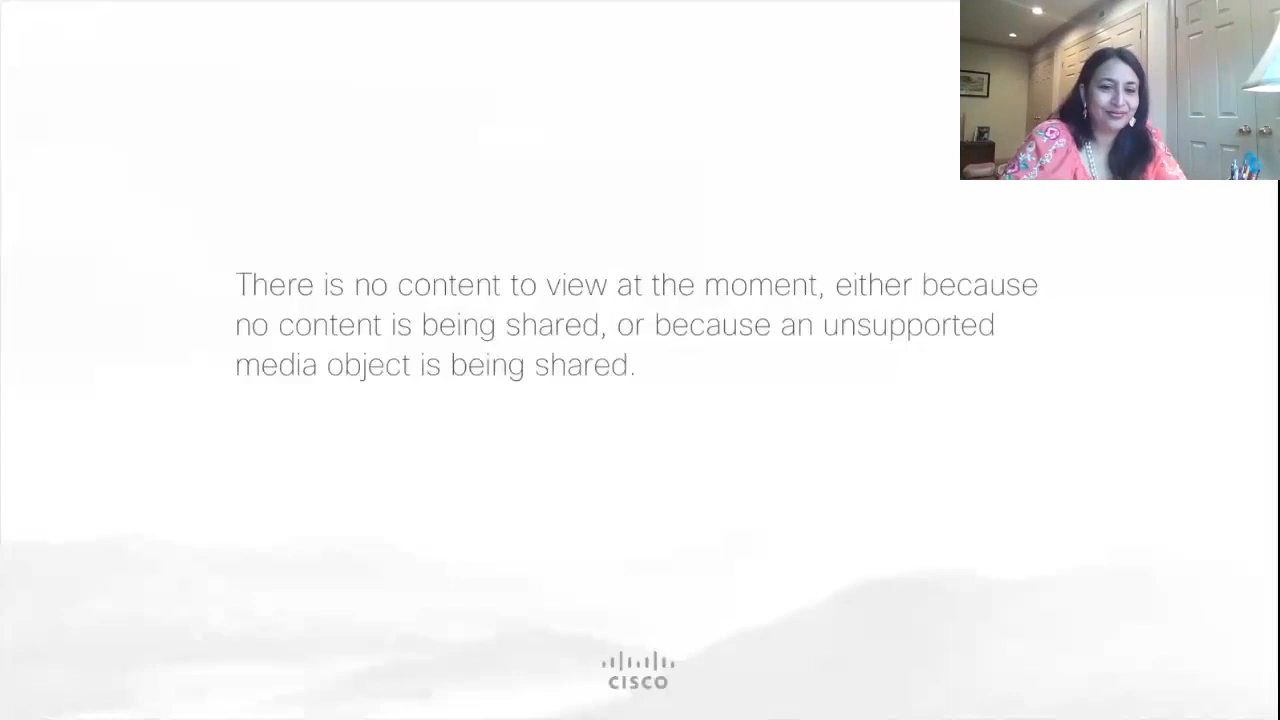 There is no content to view at the moment, either because
no content is being shared, or because an unsupported
media object is being shared.
CISCO